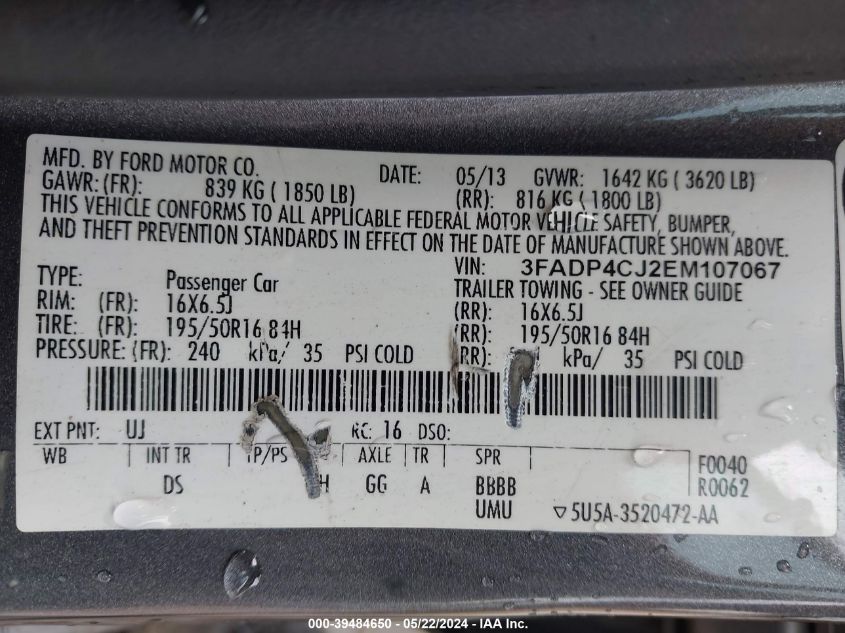 MFD. BY FORD MOTOR CO. DATE: 05/13 GVWR: 1642 KG ( 3620 LB)
GAWR: (FR): 839 KG ( 1850 LB) (RR): 816 KG ( 1800 LB)
THIS VEHICLE CONFORMS TO ALL APPLICABLE FEDERAL MOTOR VEHICLE SAFETY, BUMPER,
AND THEFT PREVENTION STANDARDS IN EFFECT ON THE DATE OF MANUFACTURE SHOWN ABOVE.
VIN: 3FADP4CJ2EM107067
TYPE: Passenger Car TRAILER TOWING - SEE OWNER GUIDE
RIM: (FR): 16X6.5J (RR): 16X6.5J
TIRE: (FR): 195/50R16 84H (RR): 195/50R16 84H
PRESSURE: (FR): 240 kPa/ 35 PSI COLD (RR): kPa/ 35 PSI COLD
EXT PNT: UJ RC: 16 DSO:
WB INT TR TP/PS AXLE TR SPR F0040
DS H GG A BBBB R0062
UMU ▽5U5A-3520472-AA
000-39484650 - 05/22/2024 - IAA Inc.